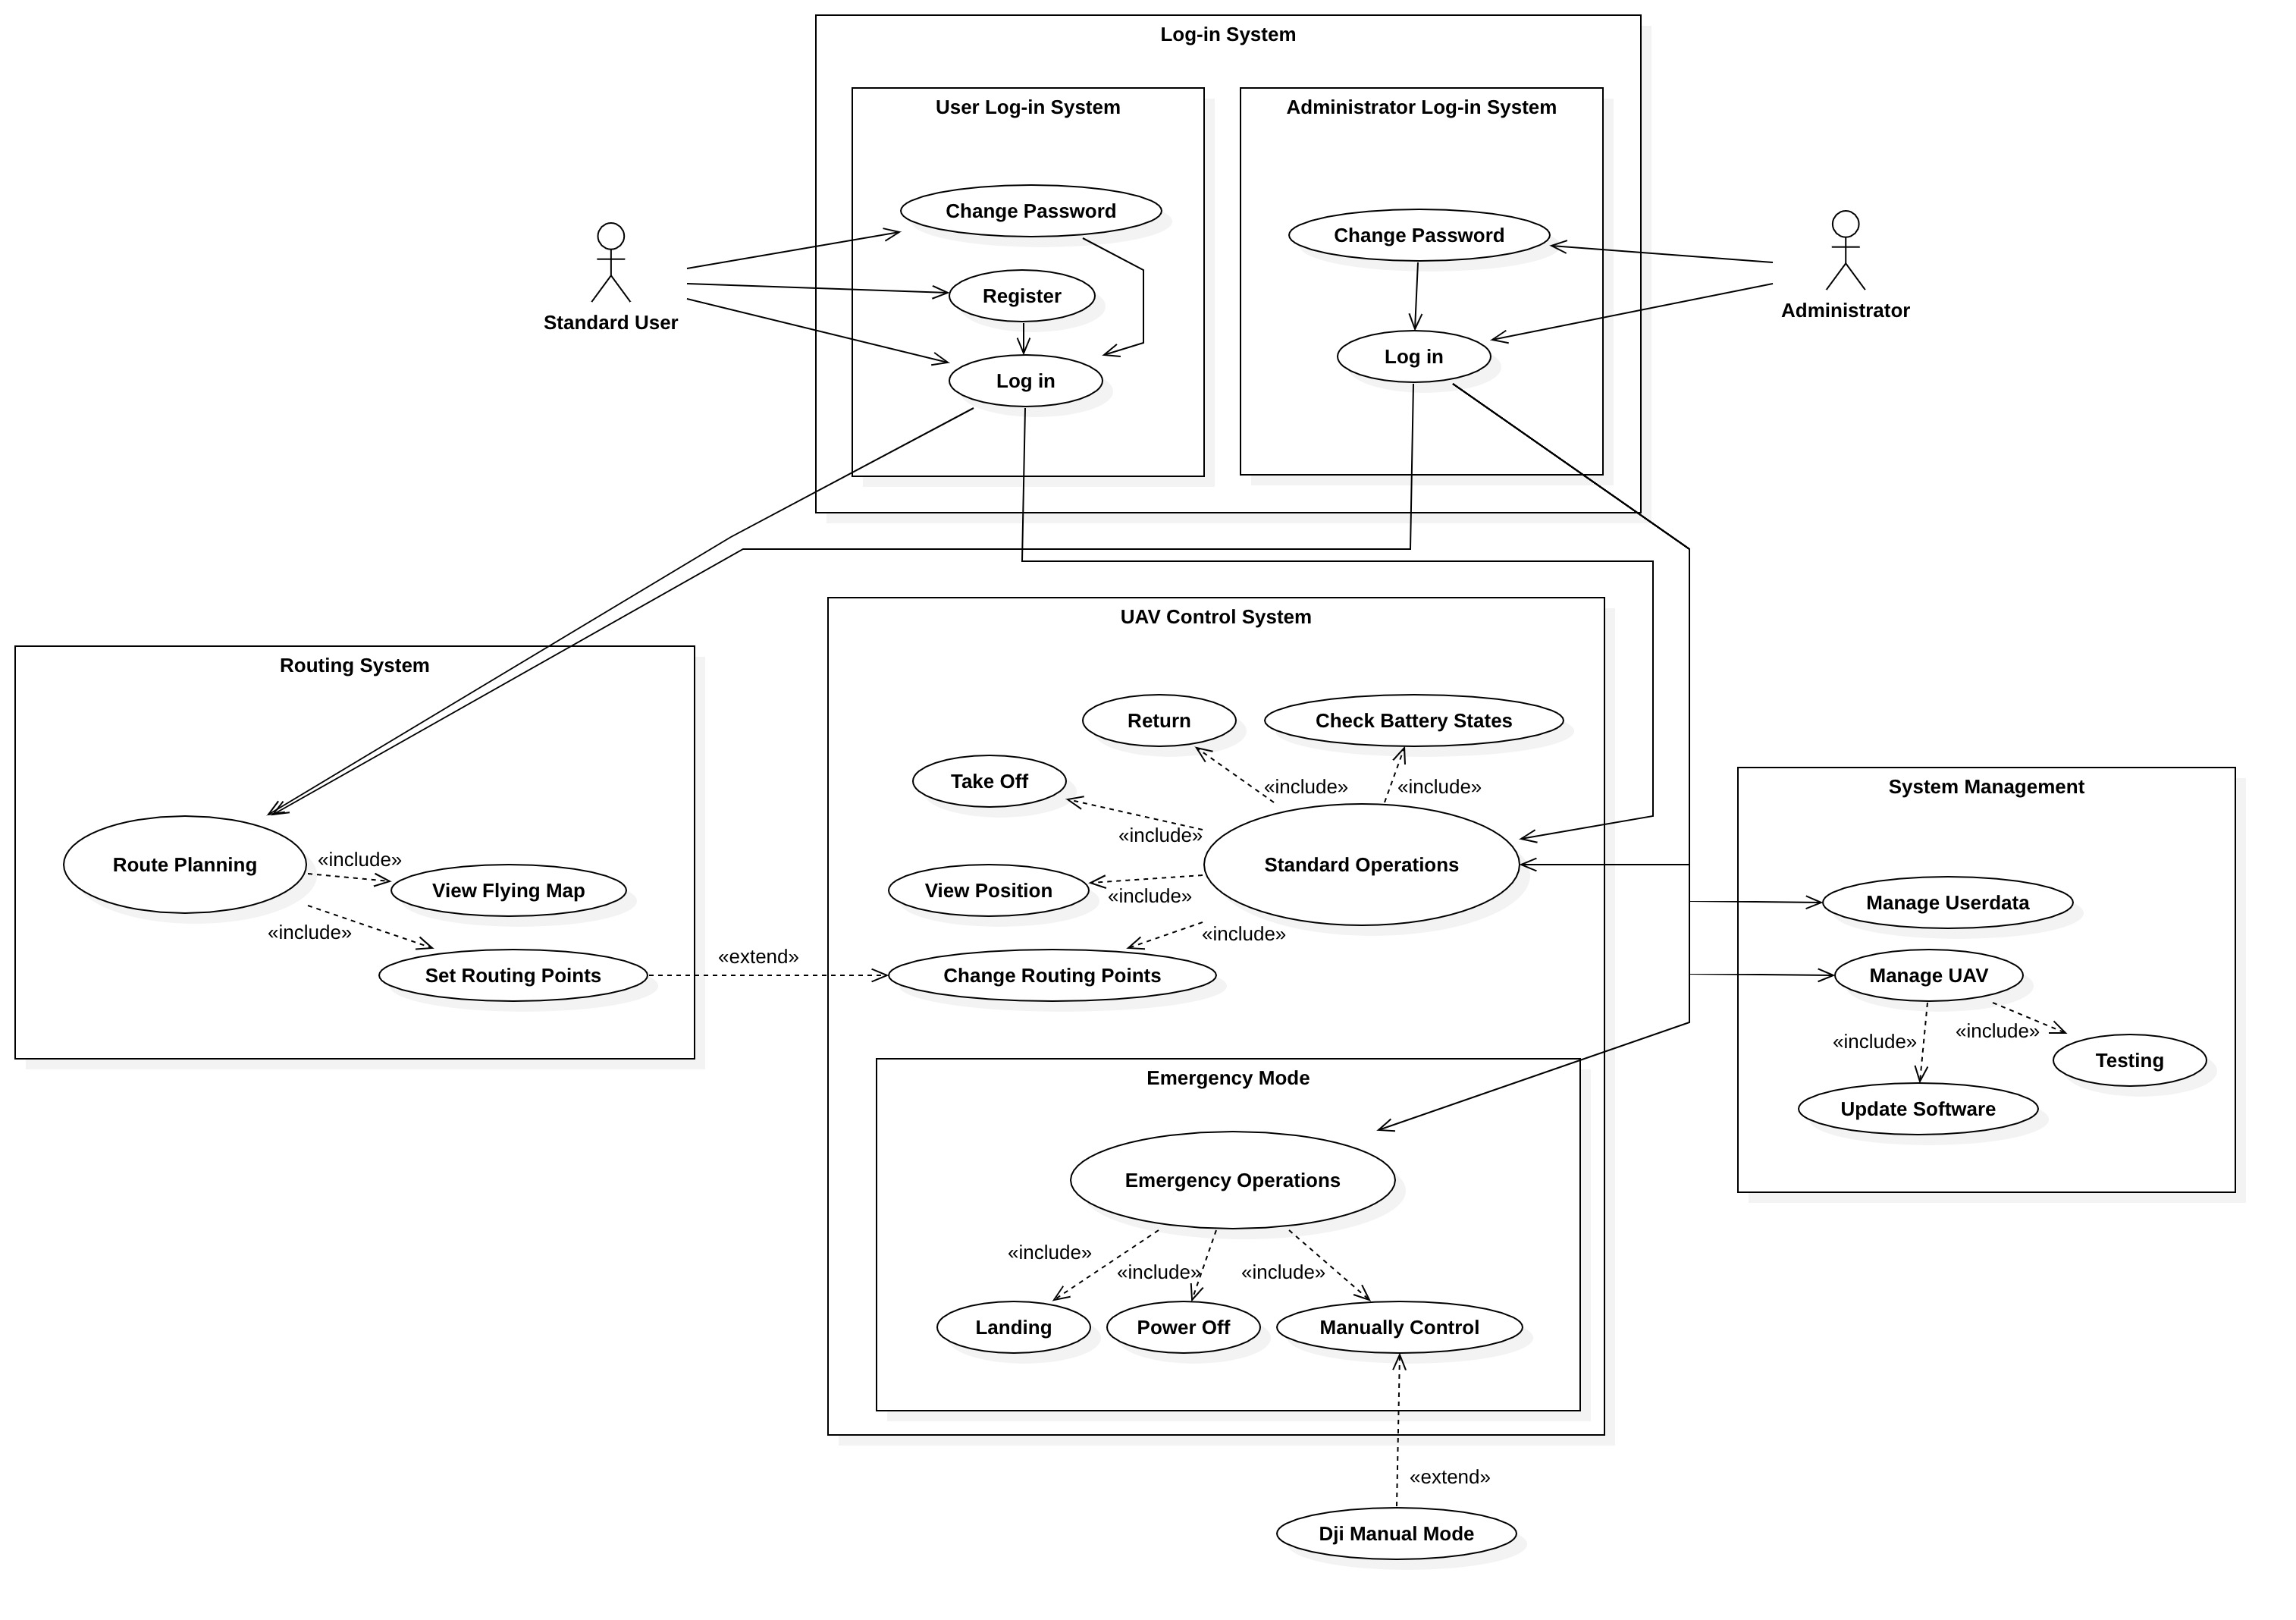 Log-in System
User Log-in System
Administrator Log-in System
Change Password
Change Password
Register
Standard User
Administrator
Log in
Log in
UAV Control System
Routing System
Return
Check Battery States
Take Off
«include»
«include»
System Management
«include»
Route Planning
«include»
View Flying Map
Standard Operations
View Position
«include»
Manage Userdata
«include»
«include»
«extend»
Set Routing Points
Change Routing Points
Manage UAV
«include»
«include»
Testing
Emergency Mode
Update Software
Emergency Operations
«include»
«include»
«include»
Landing
Power Off
Manually Control
«extend»
Dji Manual Mode